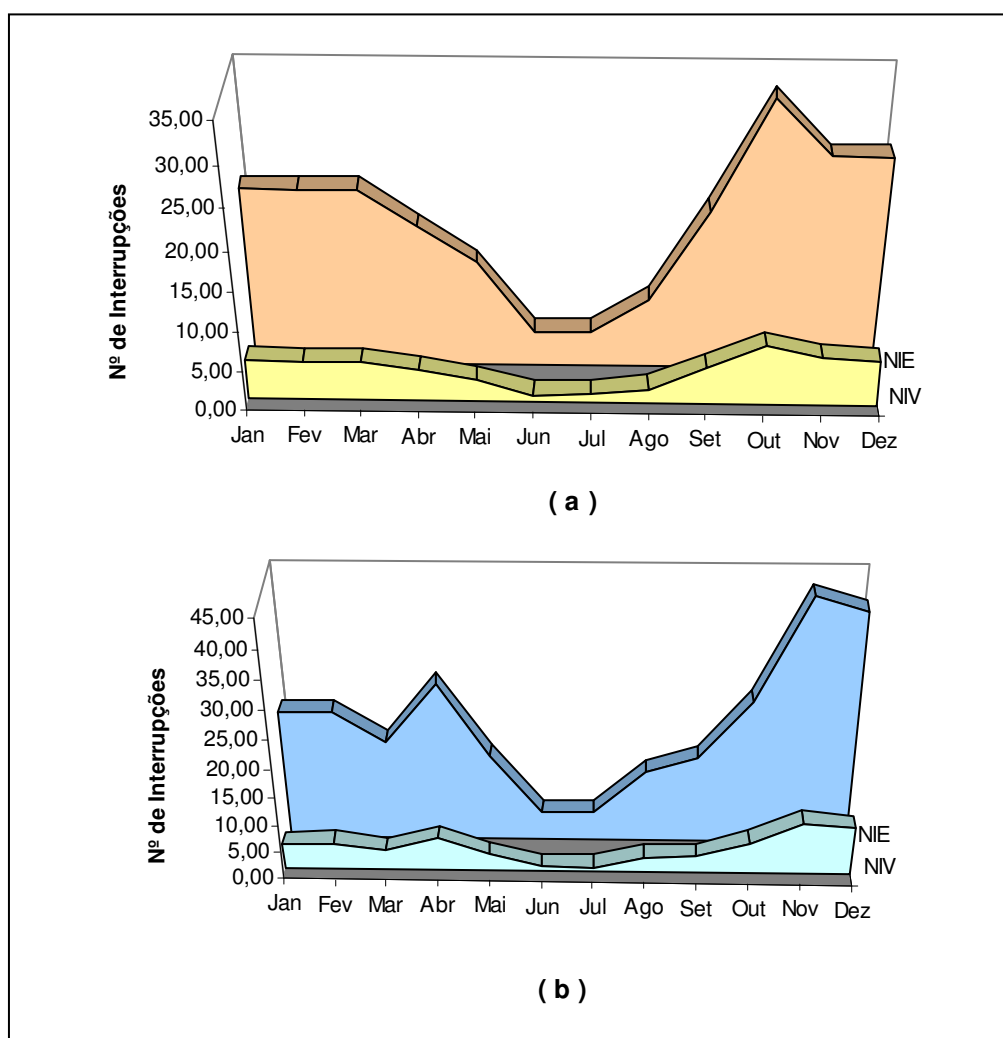 35,00
30,00
25,00
20,00
15,00
10,00
5,00
0,00
Nº de Interrupções
Jan Fev Mar Abr Mai Jun Jul Ago Set Out Nov Dez
NIE
NIV
( a )
45,00
40,00
35,00
30,00
25,00
20,00
15,00
10,00
5,00
0,00
Nº de Interrupções
Jan Fev Mar Abr Mai Jun Jul Ago Set Out Nov Dez
NIE
NIV
( b )